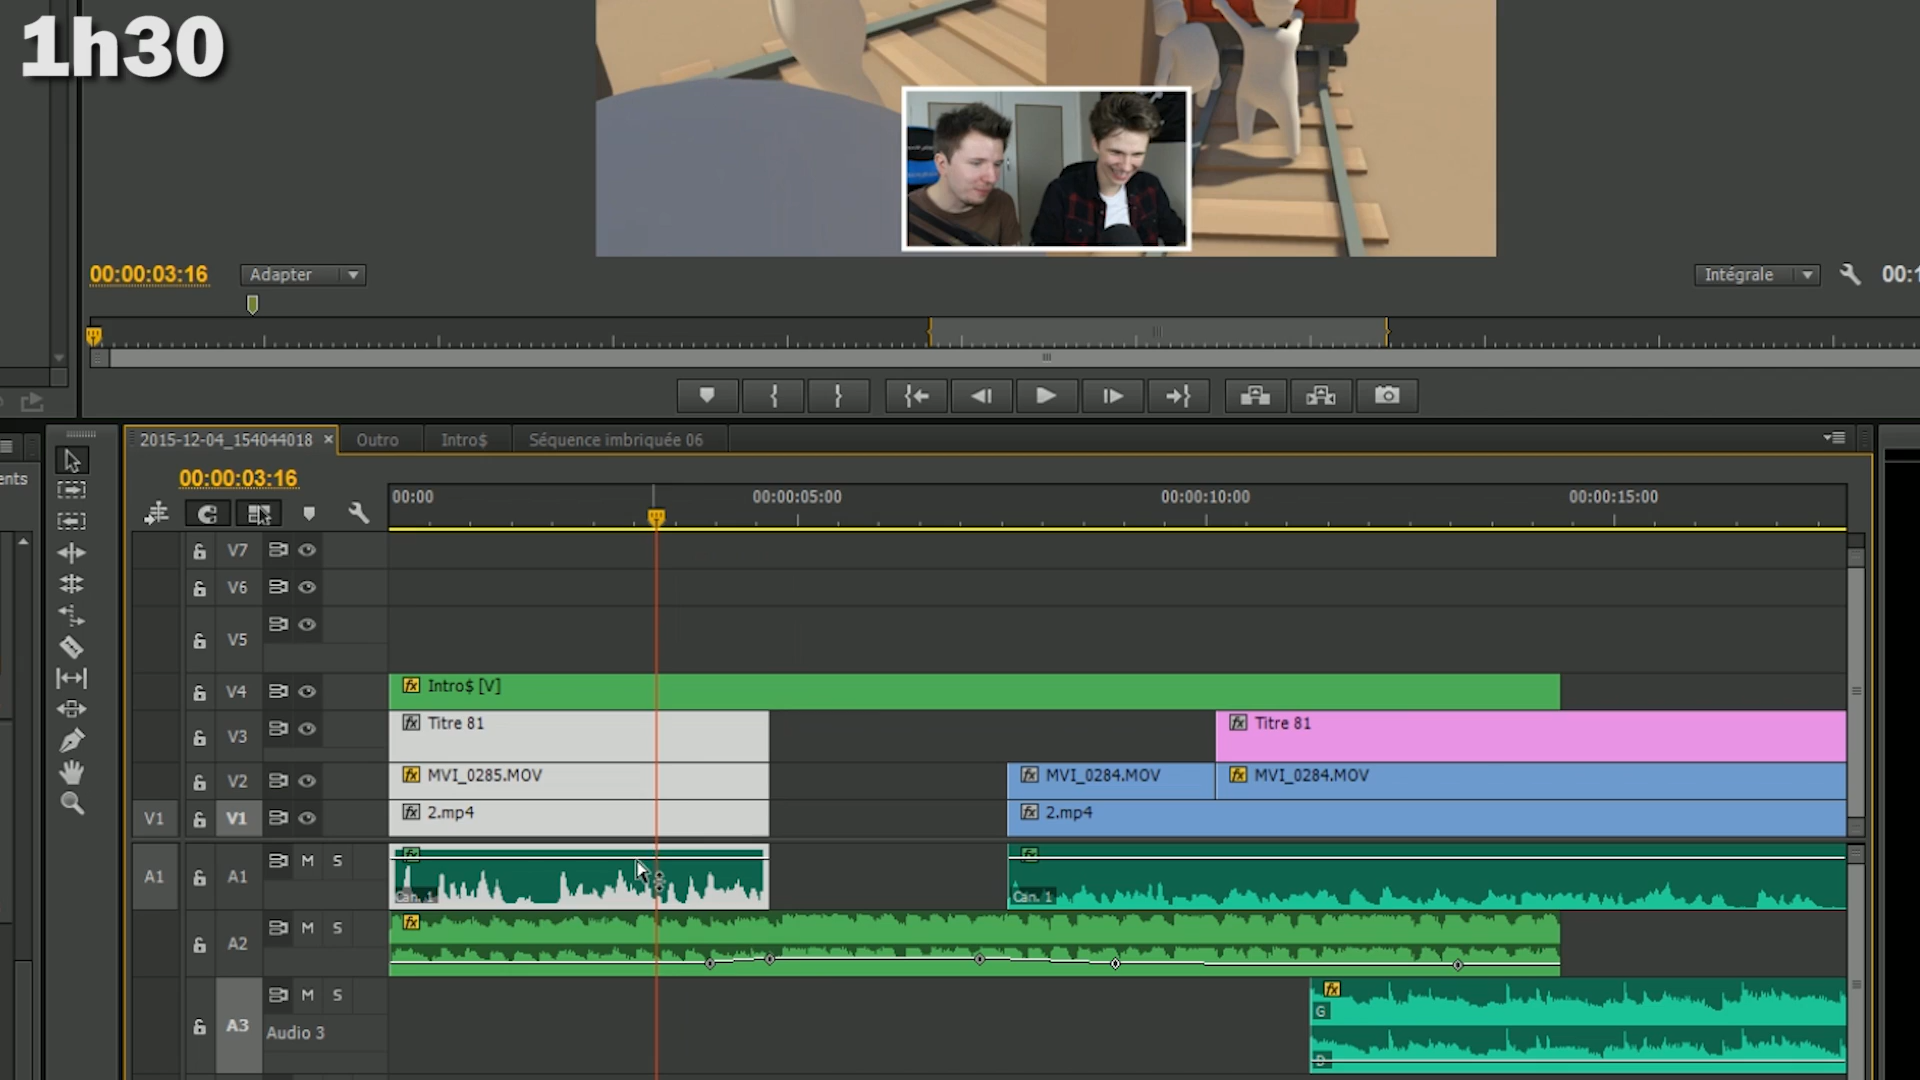 1h30
00:00:03:16 Adapter Intégrale 00:1
ents
2015-12-04_154044018 × Outro Intro$ Séquence imbriquée 06
00:00:03:16
00:00 00:00:05:00 00:00:10:00 00:00:15:00
V7
V6
V5
V4 fx Intro$ [V]
V3 fx Titre 81 fx Titre 81
V2 fx MVI_0285.MOV fx MVI_0284.MOV fx MVI_0284.MOV
V1 V1 fx 2.mp4 fx 2.mp4
A1 A1 M S fx Can. 1 fx Can. 1
A2 M S fx
A3 M S fx G
Audio 3 D